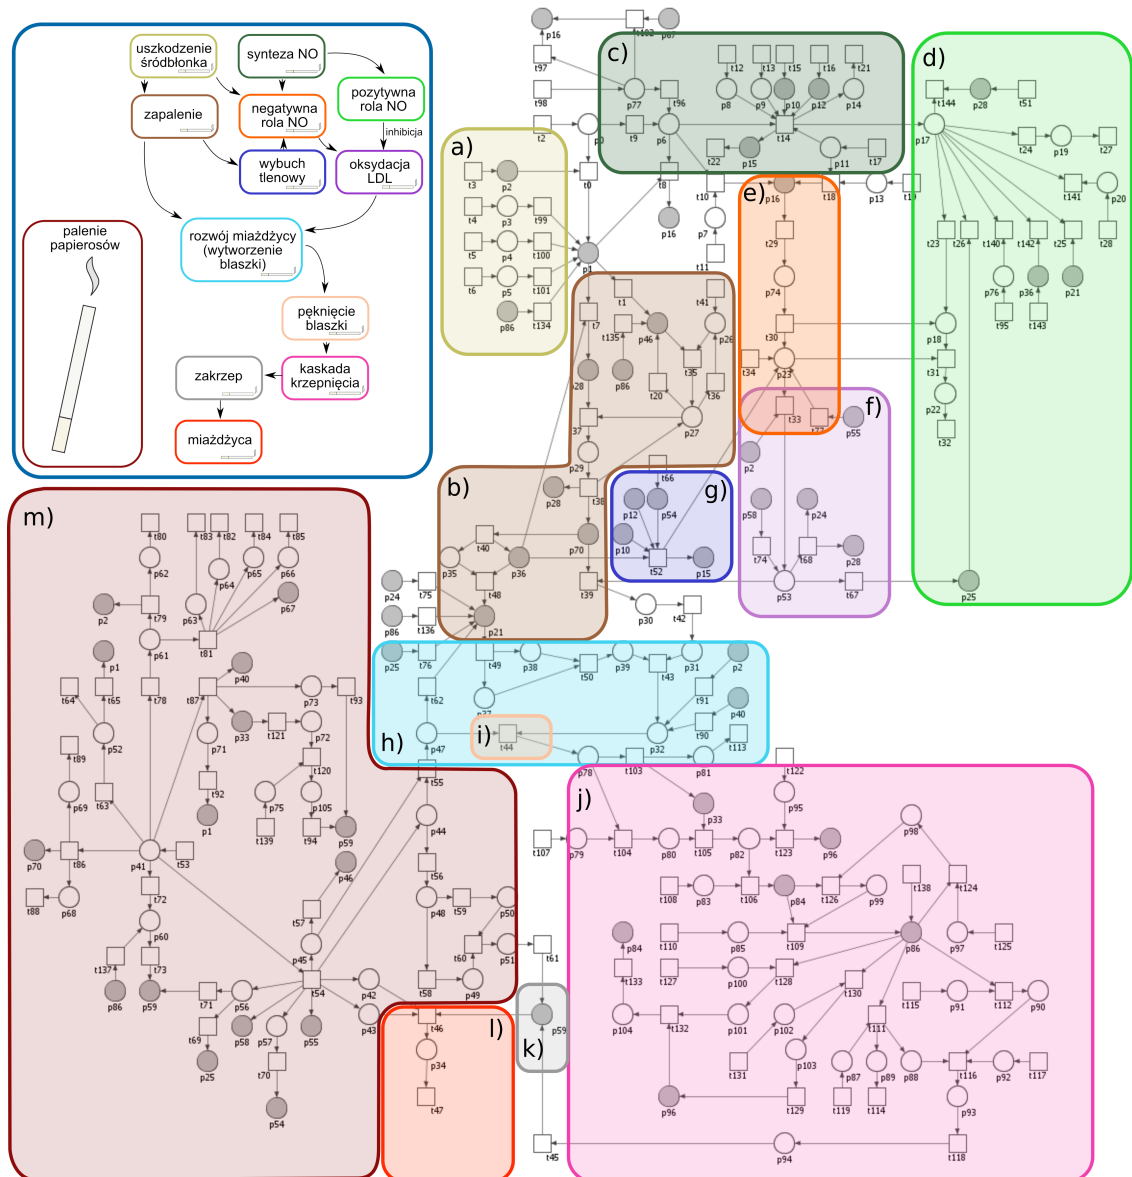 uszkodzenie
śródbłonka
synteza NO
zapalenie
negatywna
rola NO
pozytywna
rola NO
inhibicja
wybuch
tlenowy
oksydacja
LDL
palenie
papierosów
rozwój miażdżycy
(wytworzenie
blaszki)
pęknięcie
blaszki
zakrzep
kaskada
krzepnięcia
miażdżyca
p16 t102 p67
t97
t98 p77 t96
t2 p0 t9 p6
c)
t12 t13 t15 t16 t21
p8 p9 p10 p12 p14
t14
t22 p15 p11 t17
d)
t144 p28 t51
p17
t24 p19 t27
t141 p20
t23 t26 t140 t142 t25 t28
p76 p36 p21
t95 t143
p18
t31
p22
t32
p25
a)
t3 p2 t0 t8
t4 p3 t99 p16
t5 p4 t100 p1
t6 p5 t101
p86 t134
t10 p7 t11
t18 p13 t19
e)
p16
t29
p74
t30
t34 p23
t33 t77
f)
p55
p2
p58 p24
t74 t68 p28
p53 t67
t1 t41
t7 t135 p46 p26
t35
p28 p86 t20 t36
37 p27
p29
b)
p28 t38
t40 p70
p35 p36
t48 t39
p21
g)
t66
p12 p54
p10 t52 p15
p24 t75
p86 t136
p30 t42
p25 t76 t49 p38 t50 p39 t43 p31 p2
t62 p37 t91 p40
h)
p47 i) t44 p32 t90 t113
t55 p78 t103 p81
t122
m)
t80 t83 t82 t84 t85
p62 p64 p65 p66
p2 t79 p63 p67
p1 p61 t81
t64 t65 t78 t87 p40
p73 t93
p52 p71 p33 t121 p72
t89 t120
p69 t63 t92 p75 p105
p1 t139 t94 p59
p70 t86 p41 t53 p46
t88 p68 t72 t57
p60 p45
t137 t73 t54
p86 p59 t71 p56 p42
t69 p58 p57 p55 p43
p25 t70
p54
p44
t56
p48 t59 p50
t60 p51 t61
t58 p49
l)
t46
p34
t47
k)
p59
t45
j)
p33 p95
t107 p79 t104 p80 t105 p82 t123 p96
p98
t108 p83 t106 p84 t126 p99 t138 t124
p84 t110 p85 t109 p86 p97 t125
t133 t127 p100 t128 t130
p104 t132 p101 p102 t115 p91 t112 p90
t111
t131 p103 p87 p89 p88 t116 p92 t117
p96 t129 t119 t114 p93
p94 t118